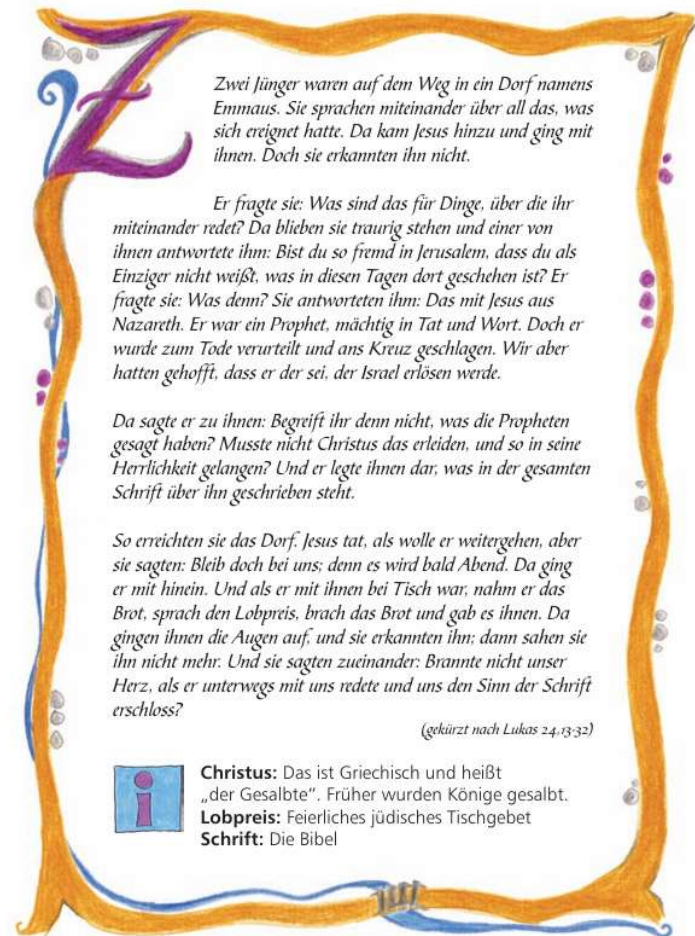 Z
Zwei Jünger waren auf dem Weg in ein Dorf namens
Emmaus. Sie sprachen miteinander über all das, was
sich ereignet hatte. Da kam Jesus hinzu und ging mit
ihnen. Doch sie erkannten ihn nicht.
Er fragte sie: Was sind das für Dinge, über die ihr
miteinander redet? Da blieben sie traurig stehen und einer von
ihnen antwortete ihm: Bist du so fremd in Jerusalem, dass du als
Einziger nicht weißt, was in diesen Tagen dort geschehen ist? Er
fragte sie: Was denn? Sie antworteten ihm: Das mit Jesus aus
Nazareth. Er war ein Prophet, mächtig in Tat und Wort. Doch er
wurde zum Tode verurteilt und ans Kreuz geschlagen. Wir aber
hatten gehofft, dass er der sei, der Israel erlösen werde.
Da sagte er zu ihnen: Begreift ihr denn nicht, was die Propheten
gesagt haben? Musste nicht Christus das erleiden, und so in seine
Herrlichkeit gelangen? Und er legte ihnen dar, was in der gesamten
Schrift über ihn geschrieben steht.
So erreichten sie das Dorf. Jesus tat, als wolle er weitergehen, aber
sie sagten: Bleib doch bei uns; denn es wird bald Abend. Da ging
er mit hinein. Und als er mit ihnen bei Tisch war, nahm er das
Brot, sprach den Lobpreis, brach das Brot und gab es ihnen. Da
gingen ihnen die Augen auf, und sie erkannten ihn; dann sahen sie
ihn nicht mehr. Und sie sagten zueinander: Brannte nicht unser
Herz, als er unterwegs mit uns redete und uns den Sinn der Schrift
erschloss?
(gekürzt nach Lukas 24,13-32)
i
Christus: Das ist Griechisch und heißt
„der Gesalbte“. Früher wurden Könige gesalbt.
Lobpreis: Feierliches jüdisches Tischgebet
Schrift: Die Bibel